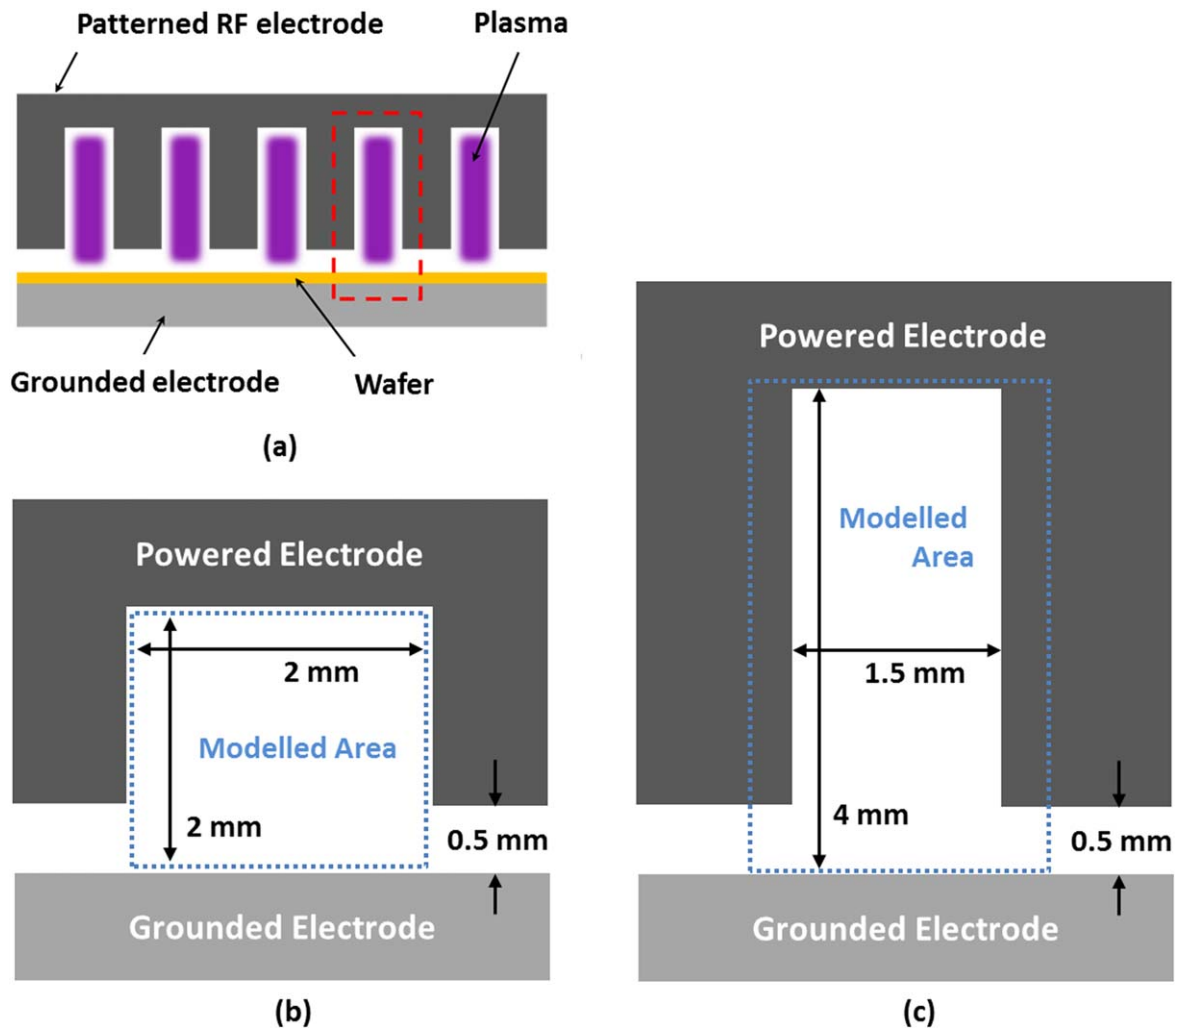 Patterned RF electrode
Plasma
Grounded electrode
Wafer
(a)
Powered Electrode
2 mm
Modelled Area
2 mm
0.5 mm
Grounded Electrode
(b)
Powered Electrode
Modelled
Area
1.5 mm
4 mm
0.5 mm
Grounded Electrode
(c)